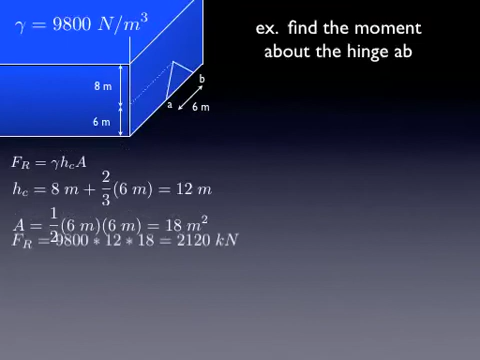 γ = 9800 N/m³
ex. find the moment
about the hinge ab
8 m
6 m
b
a
6 m
F_R = γh_cA
h_c = 8 m + 2/3(6 m) = 12 m
A = 1/2(6 m)(6 m) = 18 m²
F_R = 9800 * 12 * 18 = 2120 kN